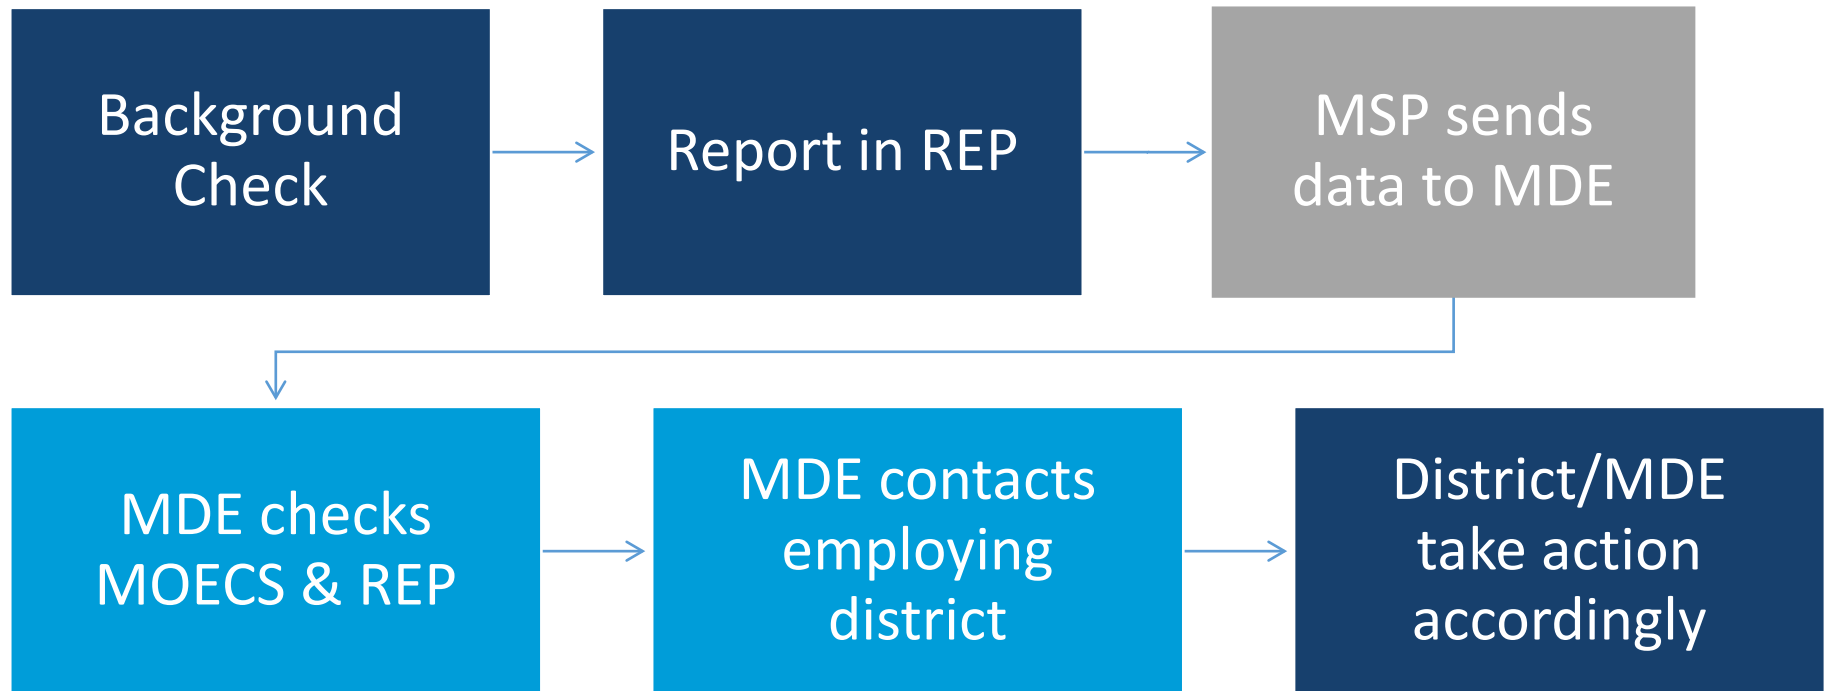 Background
Check
Report in REP
MSP sends
data to MDE
MDE checks
MOECS & REP
MDE contacts
employing
district
District/MDE
take action
accordingly